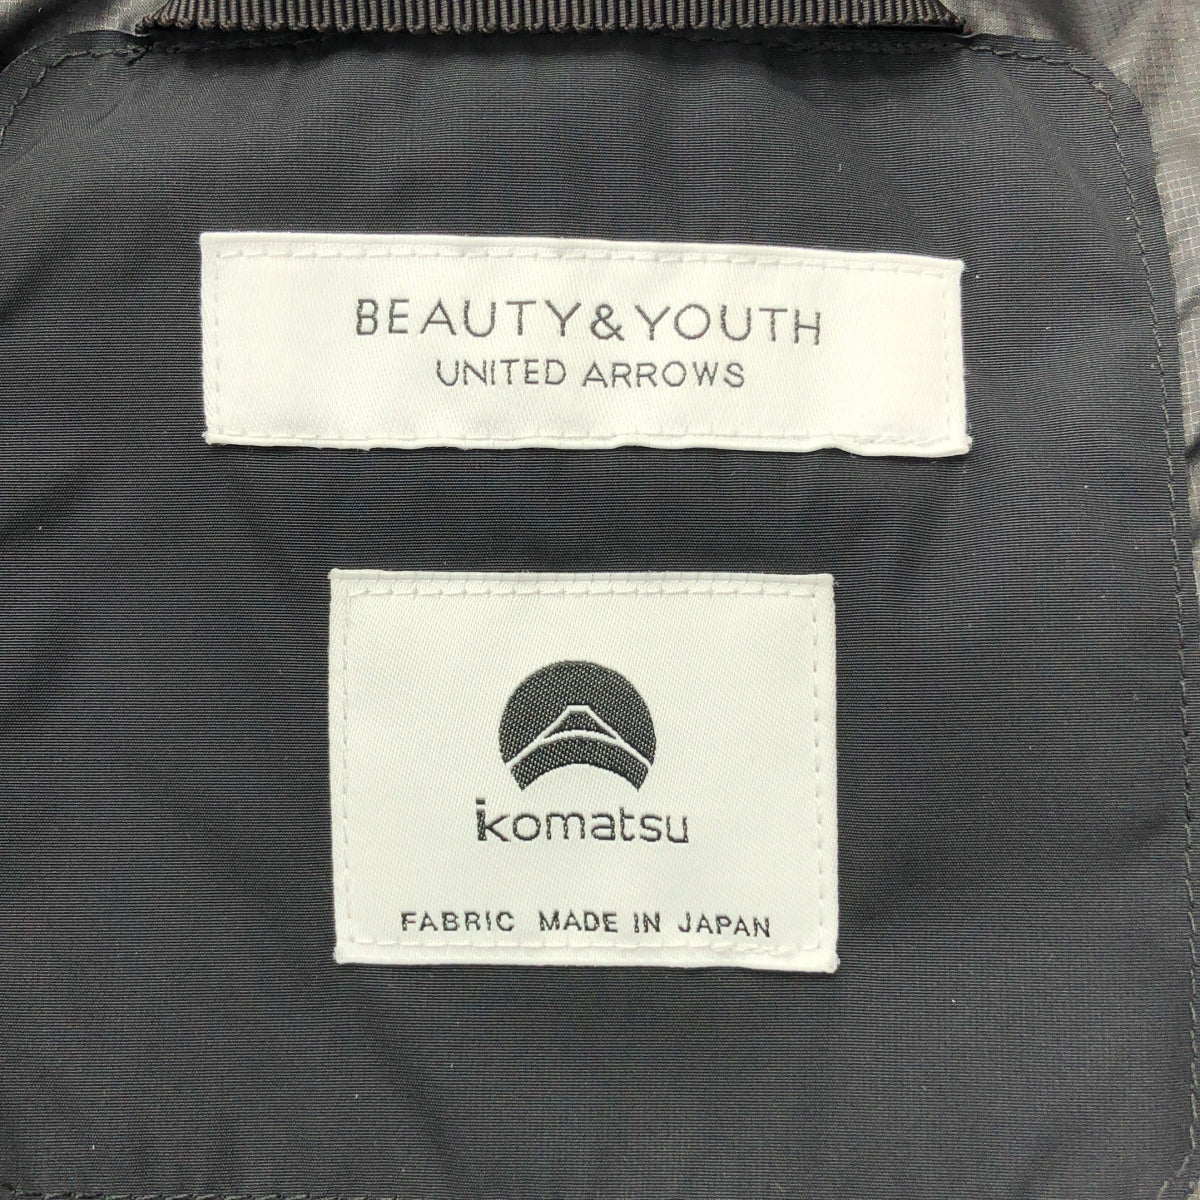 BEAUTY&YOUTH
UNITED ARROWS
komatsu
FABRIC MADE IN JAPAN